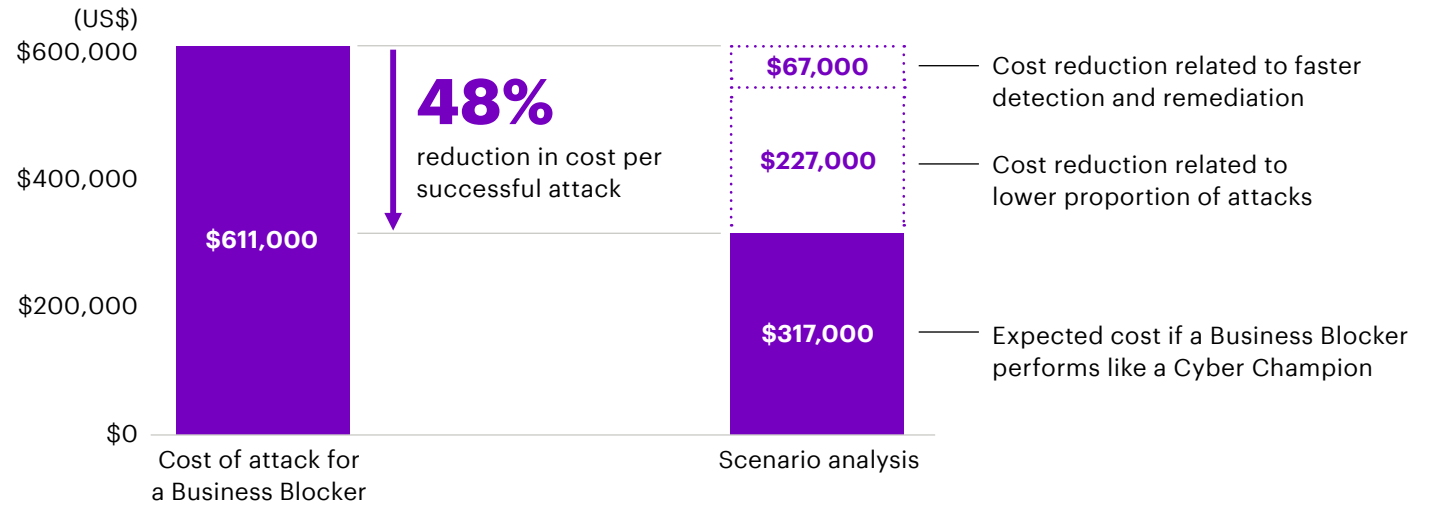 (US$)
$600,000
$400,000
$200,000
$0
$611,000
Cost of attack for
a Business Blocker
48%
reduction in cost per
successful attack
$67,000
$227,000
$317,000
Scenario analysis
Cost reduction related to faster
detection and remediation
Cost reduction related to
lower proportion of attacks
Expected cost if a Business Blocker
performs like a Cyber Champion